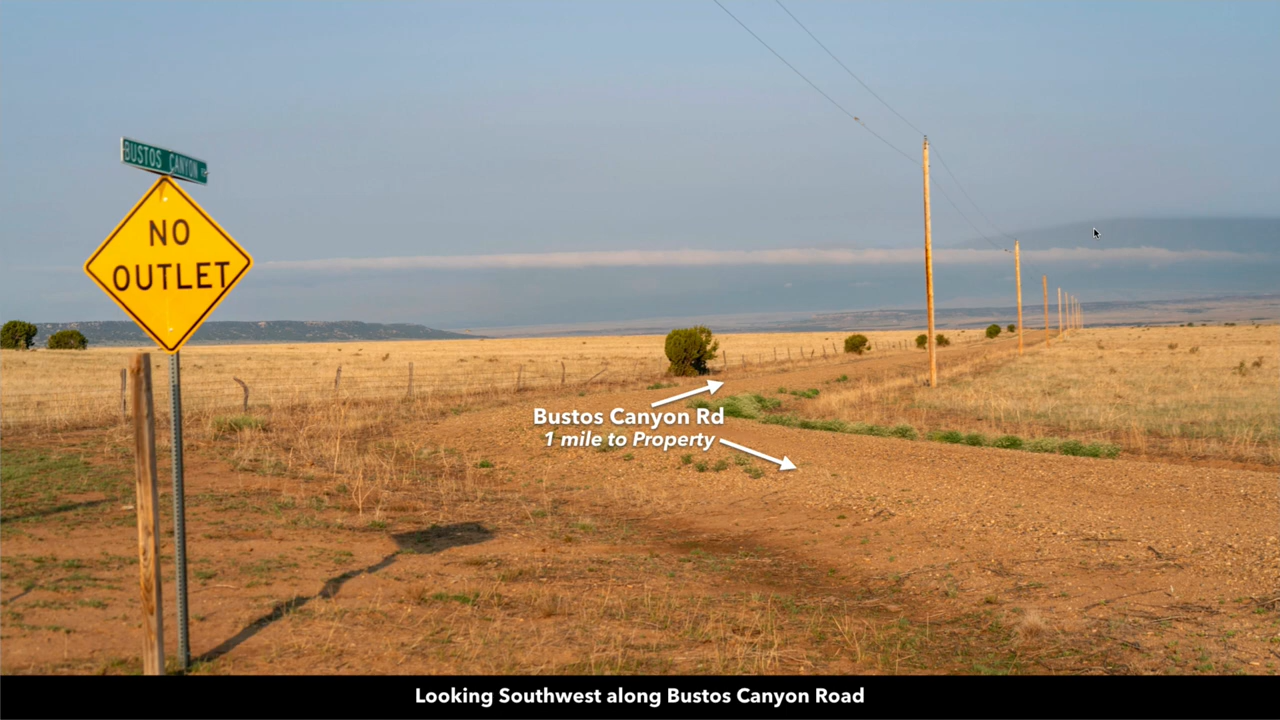 BUSTOS CANYON
NO
OUTLET
Bustos Canyon Rd
1 mile to Property
Looking Southwest along Bustos Canyon Road